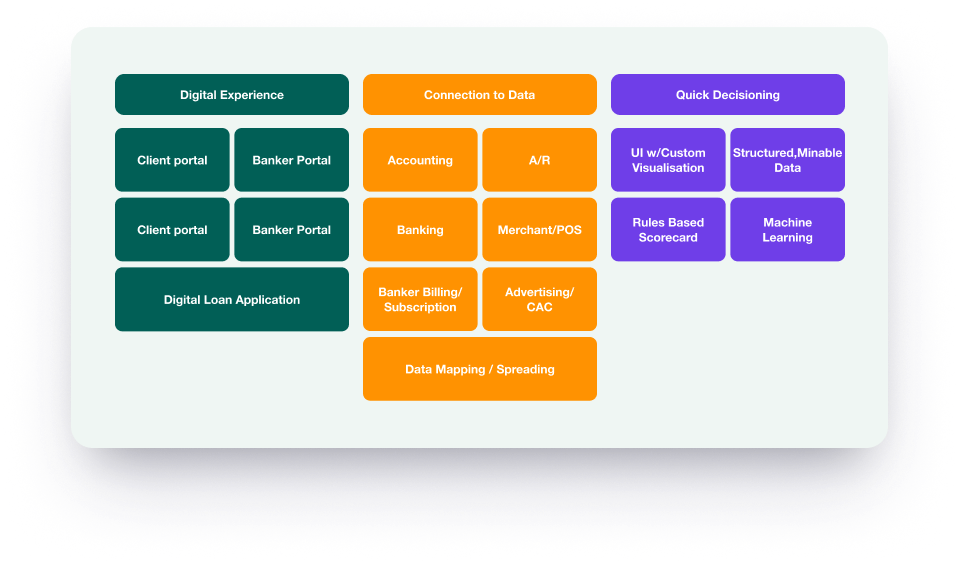 Digital Experience
Connection to Data
Quick Decisioning
Client portal
Banker Portal
Accounting
A/R
UI w/Custom
Visualisation
Structured,Minable
Data
Client portal
Banker Portal
Banking
Merchant/POS
Rules Based
Scorecard
Machine
Learning
Digital Loan Application
Banker Billing/
Subscription
Advertising/
CAC
Data Mapping / Spreading